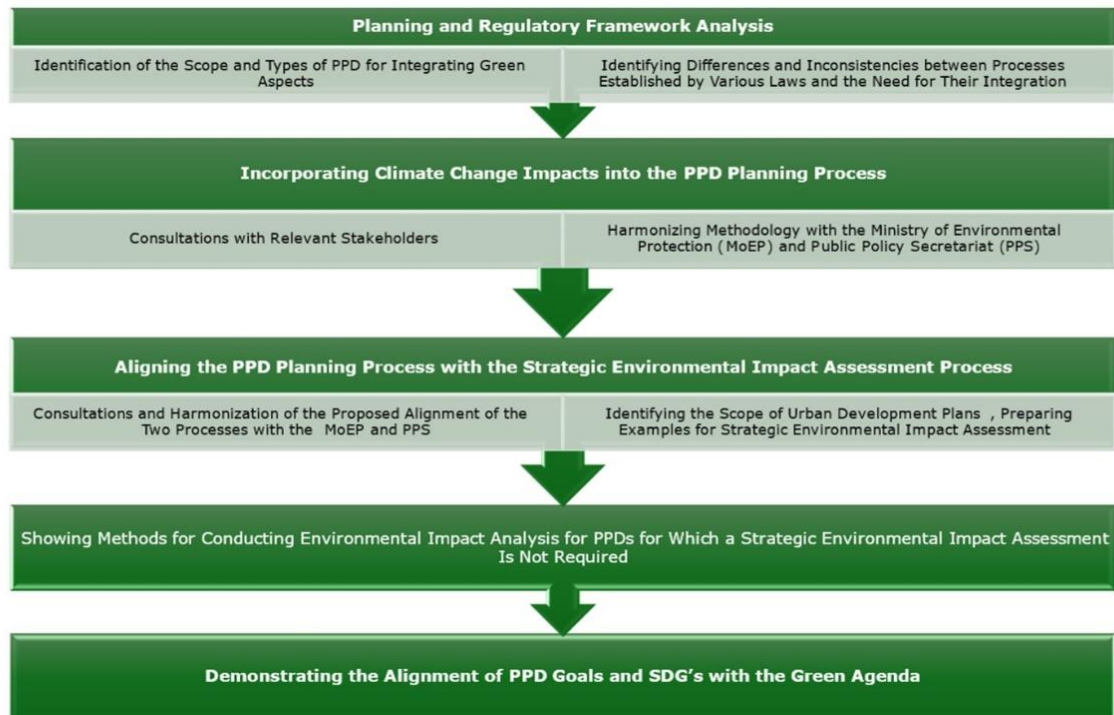 Planning and Regulatory Framework Analysis
Identification of the Scope and Types of PPD for Integrating Green
Aspects
Identifying Differences and Inconsistencies between Processes
Established by Various Laws and the Need for Their Integration
Incorporating Climate Change Impacts into the PPD Planning Process
Consultations with Relevant Stakeholders
Harmonizing Methodology with the Ministry of Environmental
Protection (MoEP) and Public Policy Secretariat (PPS)
Aligning the PPD Planning Process with the Strategic Environmental Impact Assessment Process
Consultations and Harmonization of the Proposed Alignment of the
Two Processes with the MoEP and PPS
Identifying the Scope of Urban Development Plans , Preparing
Examples for Strategic Environmental Impact Assessment
Showing Methods for Conducting Environmental Impact Analysis for PPDs for Which a Strategic Environmental Impact Assessment
Is Not Required
Demonstrating the Alignment of PPD Goals and SDG's with the Green Agenda